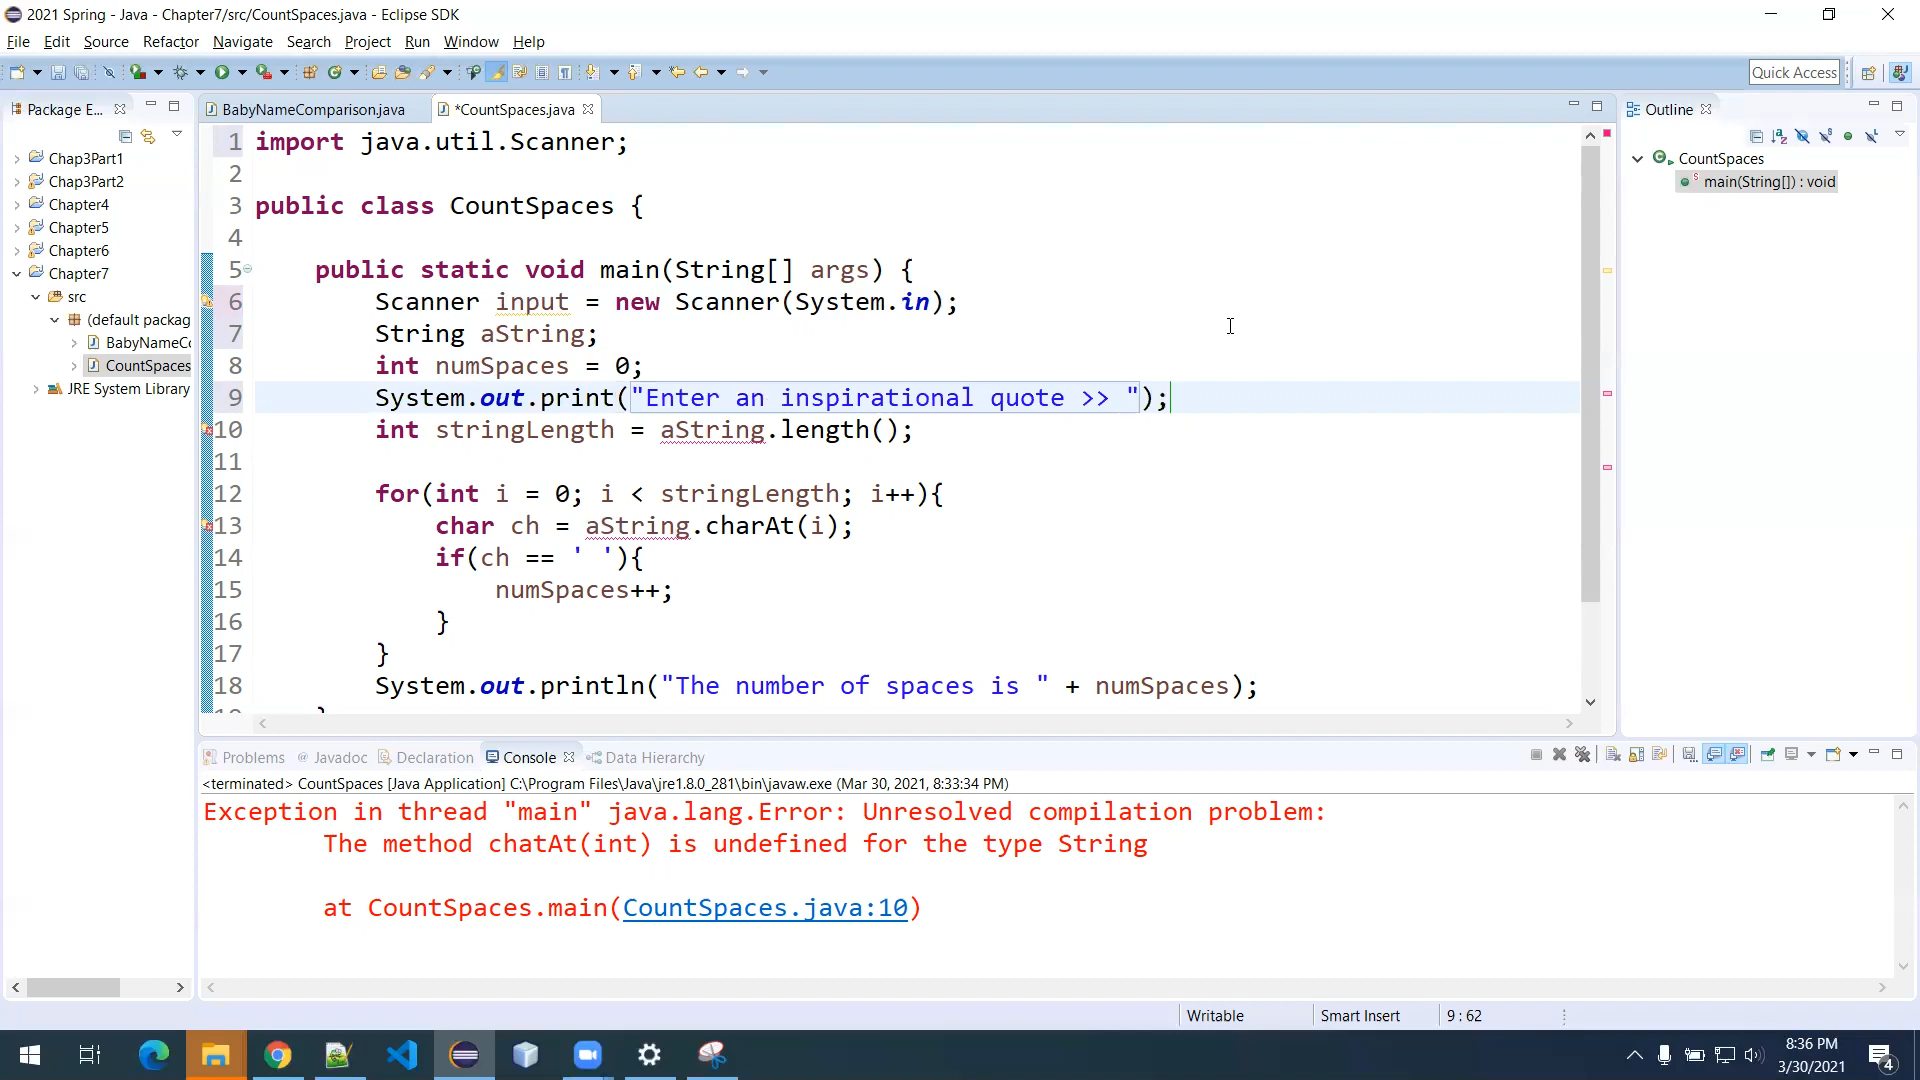 2021 Spring - Java - Chapter7/src/CountSpaces.java - Eclipse SDK
File Edit Source Refactor Navigate Search Project Run Window Help
Quick Access
Package E...
BabyNameComparison.java
*CountSpaces.java
Outline
Chap3Part1
Chap3Part2
Chapter4
Chapter5
Chapter6
Chapter7
src
(default packag
BabyNameCo
CountSpaces
JRE System Library
1 import java.util.Scanner;
2
3 public class CountSpaces {
4
5 public static void main(String[] args) {
6 Scanner input = new Scanner(System.in);
7 String aString;
8 int numSpaces = 0;
9 System.out.print("Enter an inspirational quote >> ");
10 int stringLength = aString.length();
11
12 for(int i = 0; i < stringLength; i++){
13 char ch = aString.charAt(i);
14 if(ch == ' '){
15 numSpaces++;
16 }
17 }
18 System.out.println("The number of spaces is " + numSpaces);
CountSpaces
main(String[]) : void
Problems @ Javadoc Declaration Console Data Hierarchy
<terminated> CountSpaces [Java Application] C:\Program Files\Java\jre1.8.0_281\bin\javaw.exe (Mar 30, 2021, 8:33:34 PM)
Exception in thread "main" java.lang.Error: Unresolved compilation problem:
The method chatAt(int) is undefined for the type String
at CountSpaces.main(CountSpaces.java:10)
Writable Smart Insert 9 : 62
8:36 PM
3/30/2021
4